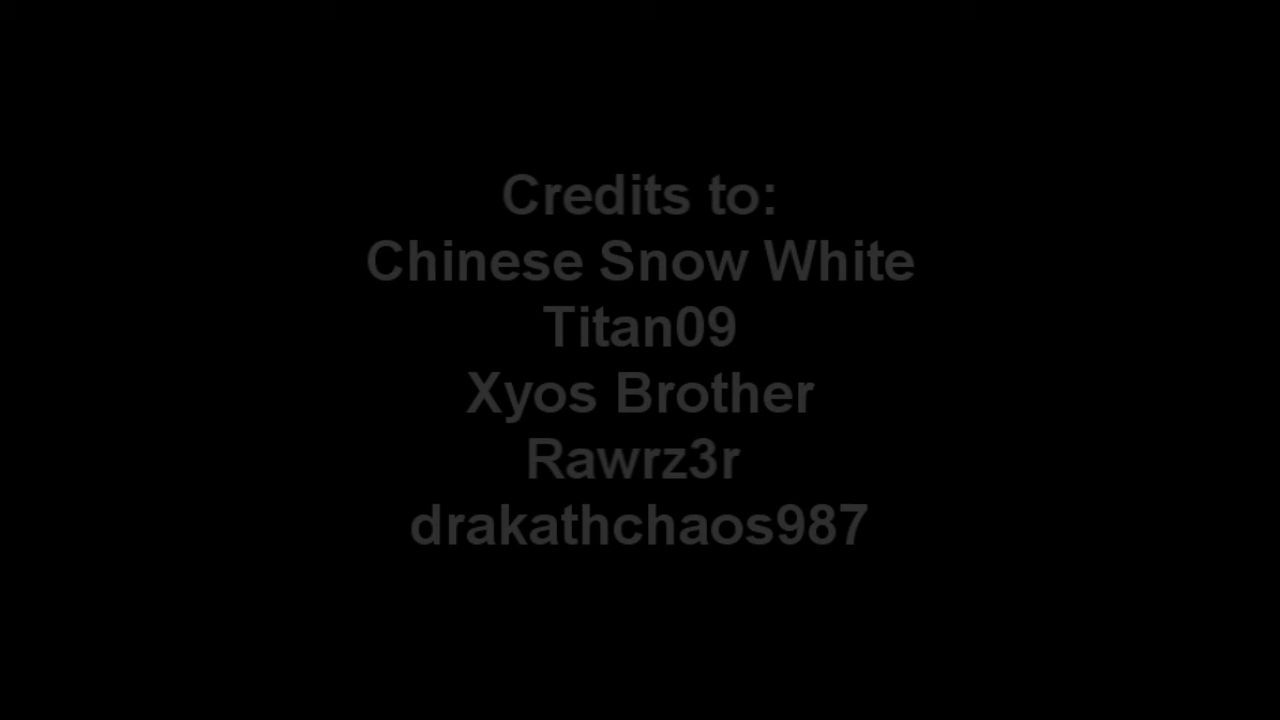 Credits to:
Chinese Snow White
Titan09
Xyos Brother
Rawrz3r
drakathchaos987